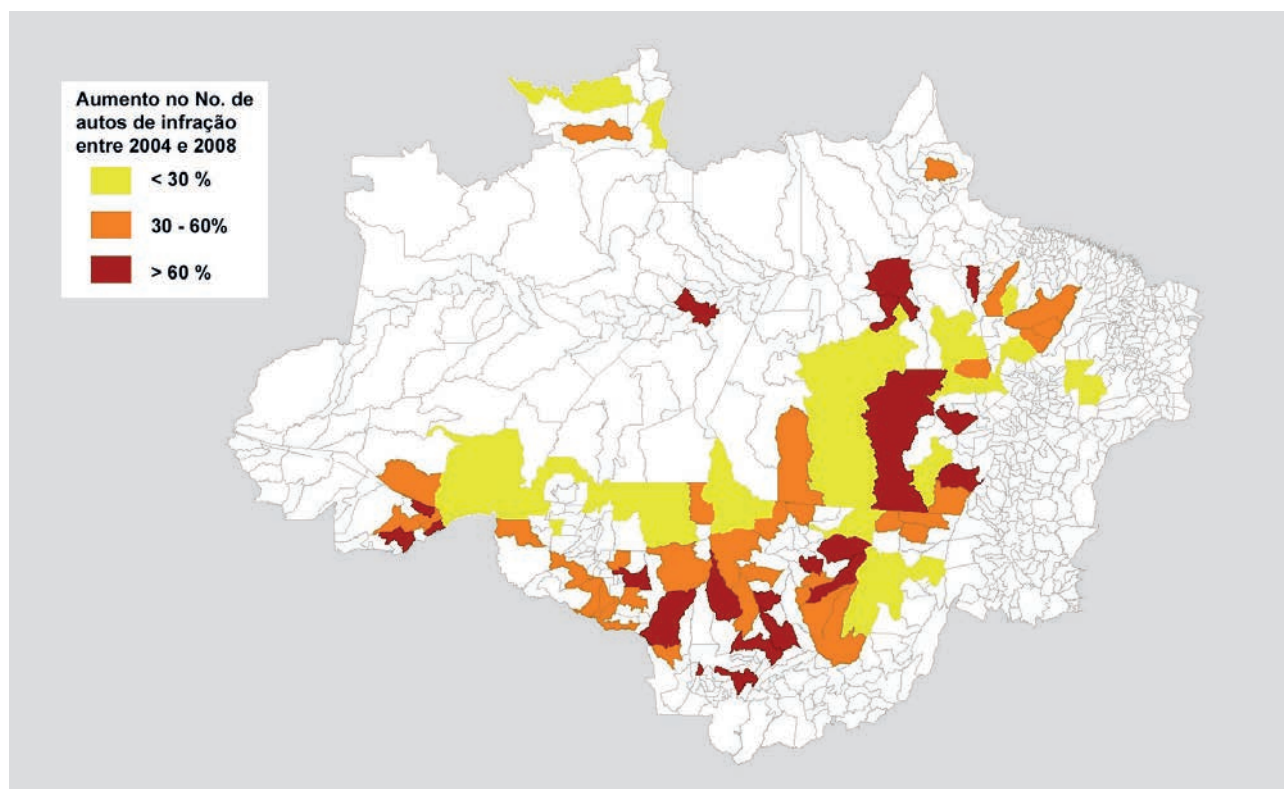 Aumento no No. de
autos de infração
entre 2004 e 2008
< 30 %
30 - 60%
> 60 %